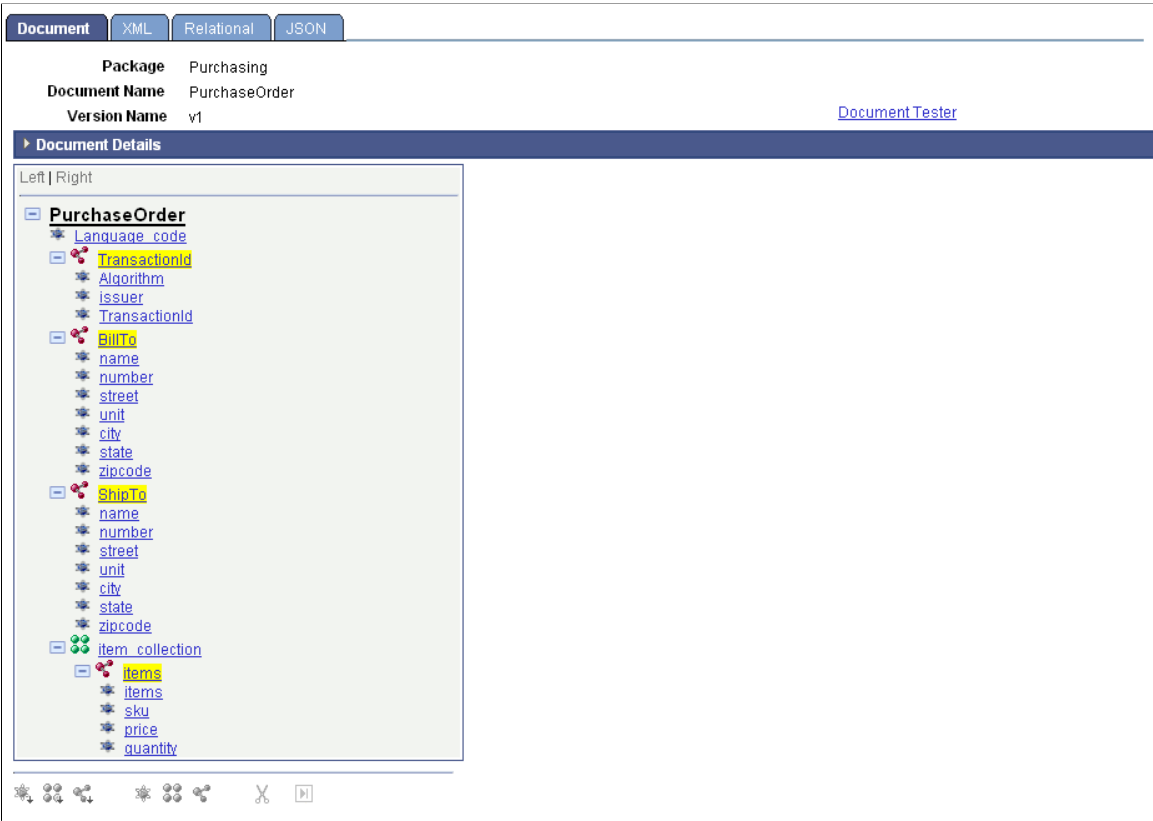 Document XML Relational JSON
Package Purchasing
Document Name PurchaseOrder
Version Name v1
Document Tester
Document Details
Left | Right
PurchaseOrder
Language_code
TransactionId
Algorithm
issuer
TransactionId
BillTo
name
number
street
unit
city
state
zipcode
ShipTo
name
number
street
unit
city
state
zipcode
item_collection
items
items
sku
price
quantity